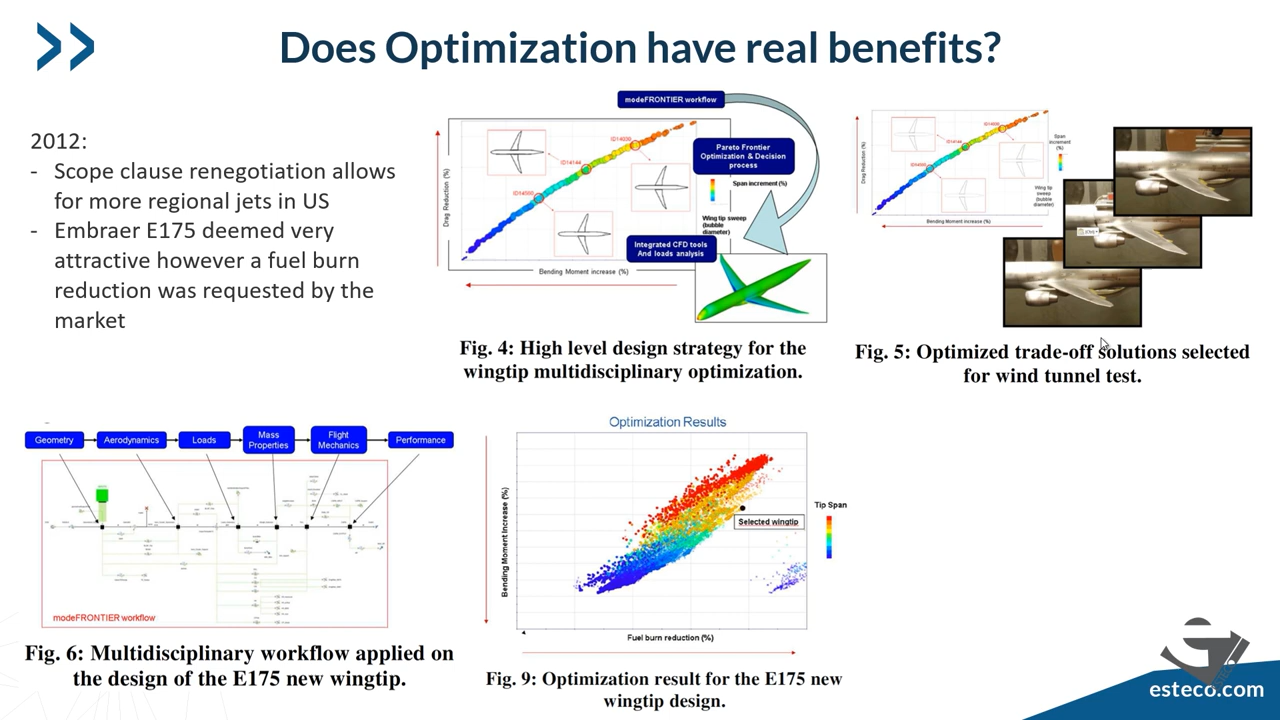 Does Optimization have real benefits?
2012:
- Scope clause renegotiation allows
for more regional jets in US
- Embraer E175 deemed very
attractive however a fuel burn
reduction was requested by the
market
modeFRONTIER workflow
Pareto Frontier
Optimization & Decision
process
Span increment (%)
Wing tip sweep
(bubble
diameter)
Integrated CFD tools
And loads analysis
Drag Reduction (%)
Bending Moment increase (%)
ID14938
ID14144
ID14560
Fig. 4: High level design strategy for the
wingtip multidisciplinary optimization.
Drag Reduction (%)
Bending Moment increase (%)
ID14144
Span
increment
(%)
Wing tip
sweep
(bubble
diameter)
Fig. 5: Optimized trade-off solutions selected
for wind tunnel test.
Geometry
Aerodynamics
Loads
Mass
Properties
Flight
Mechanics
Performance
modeFRONTIER workflow
Fig. 6: Multidisciplinary workflow applied on
the design of the E175 new wingtip.
Optimization Results
Bending Moment Increase (%)
Selected wingtip
Tip Span
Fuel burn reduction (%)
Fig. 9: Optimization result for the E175 new
wingtip design.
esteco.com